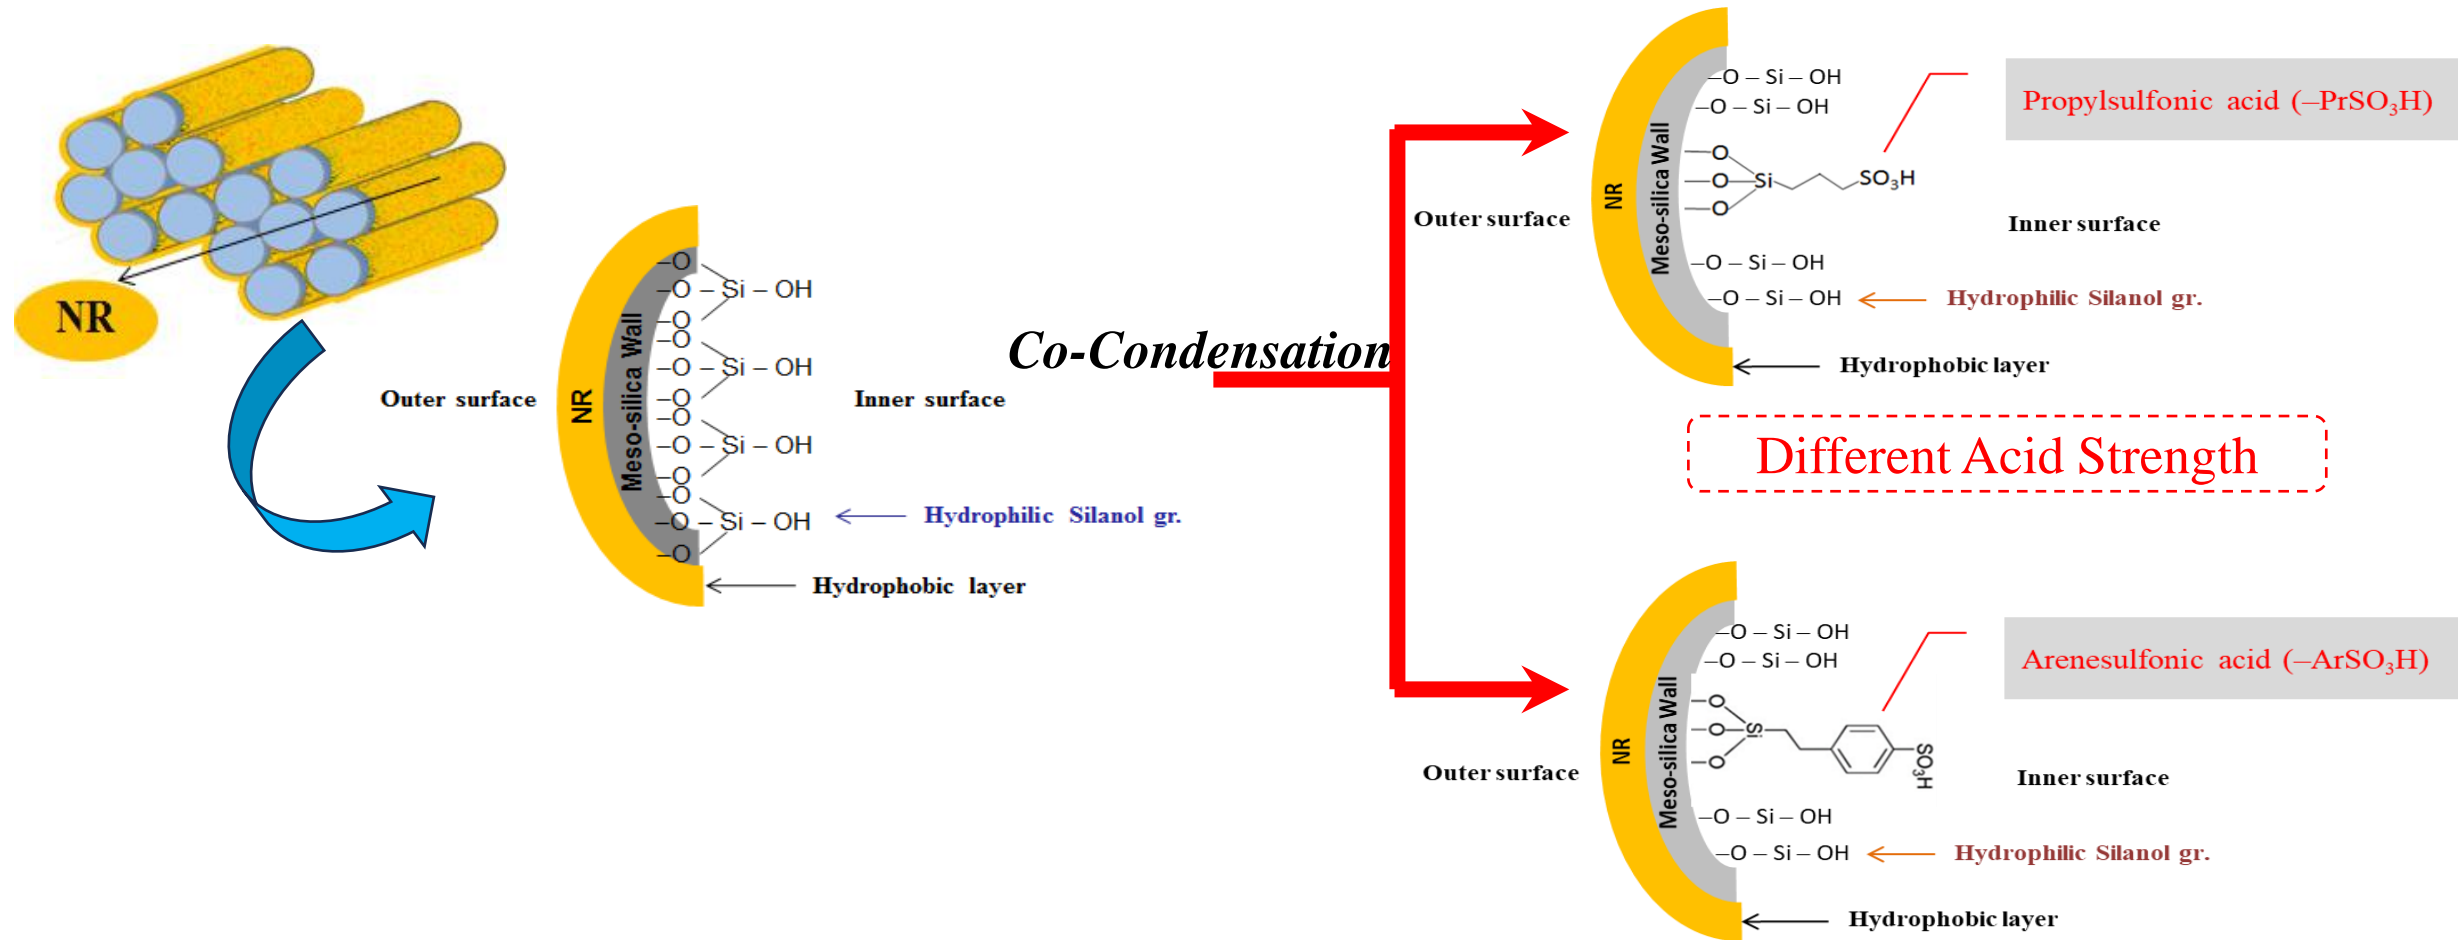 NR
Outer surface
NR
Meso-silica Wall
–O
–O – Si – OH
–O
–O
–O – Si – OH
–O
–O
–O – Si – OH
–O
–O
–O – Si – OH
–O
Inner surface
Hydrophilic Silanol gr.
Hydrophobic layer
Co-Condensation
Outer surface
NR
Meso-silica Wall
–O – Si – OH
–O – Si – OH
–O
–O–Si SO₃H
–O
–O – Si – OH
–O – Si – OH
Propylsulfonic acid (–PrSO₃H)
Inner surface
Hydrophilic Silanol gr.
Hydrophobic layer
Different Acid Strength
Outer surface
NR
Meso-silica Wall
–O – Si – OH
–O – Si – OH
–O
–O–Si SO₃H
–O
–O – Si – OH
–O – Si – OH
Arenesulfonic acid (–ArSO₃H)
Inner surface
Hydrophilic Silanol gr.
Hydrophobic layer